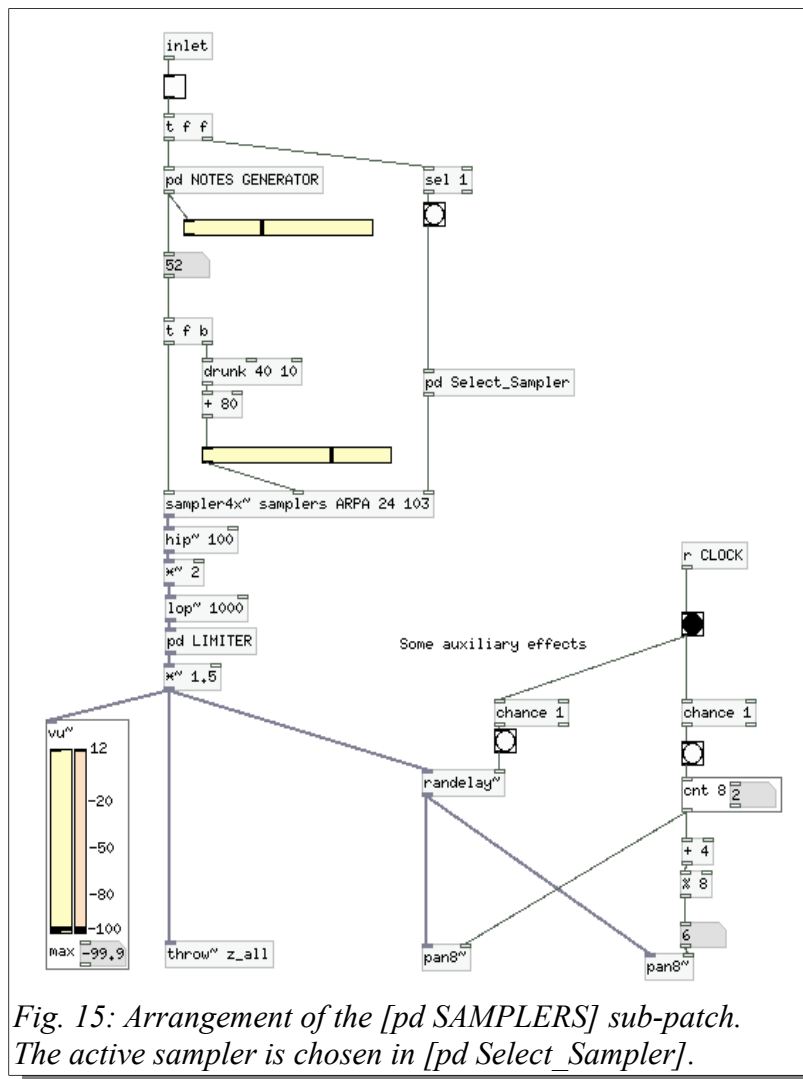 inlet
t f f
pd NOTES GENERATOR
sel 1
52
t f b
drunk 40 10
+ 80
pd Select_Sampler
sampler4x~ samplers ARPA 24 103
hip~ 100
*~ 2
lop~ 1000
pd LIMITER
*~ 1.5
r CLOCK
Some auxiliary effects
chance 1
chance 1
vu~
12
-20
-50
-80
-100
max -99.9
randelay~
cnt 8 2
+ 4
% 8
6
throw~ z_all
pan8~
pan8~
Fig. 15: Arrangement of the [pd SAMPLERS] sub-patch.
The active sampler is chosen in [pd Select_Sampler].